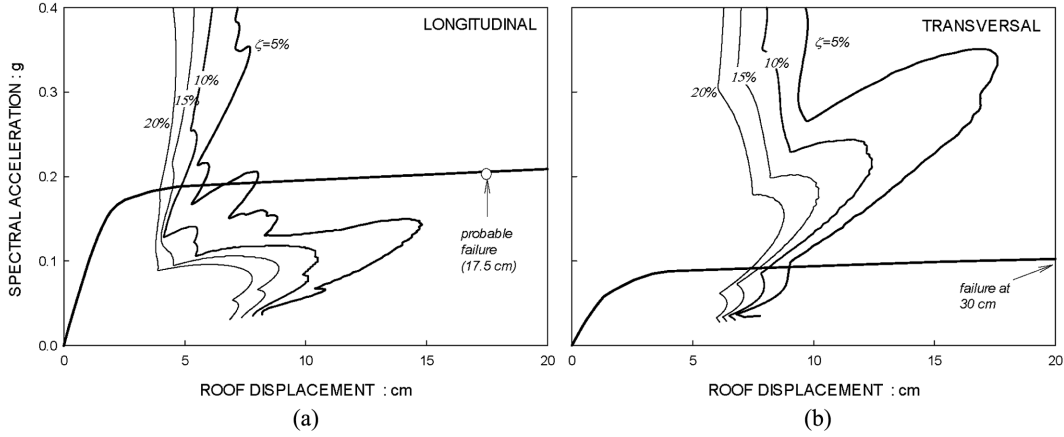 SPECTRAL ACCELERATION : g
0.4
0.3
0.2
0.1
0.0
LONGITUDINAL
ζ=5%
10%
15%
20%
probable
failure
(17.5 cm)
0 5 10 15 20
ROOF DISPLACEMENT : cm
(a)
TRANSVERSAL
ζ=5%
10%
15%
20%
failure at
30 cm
0 5 10 15 20
ROOF DISPLACEMENT : cm
(b)